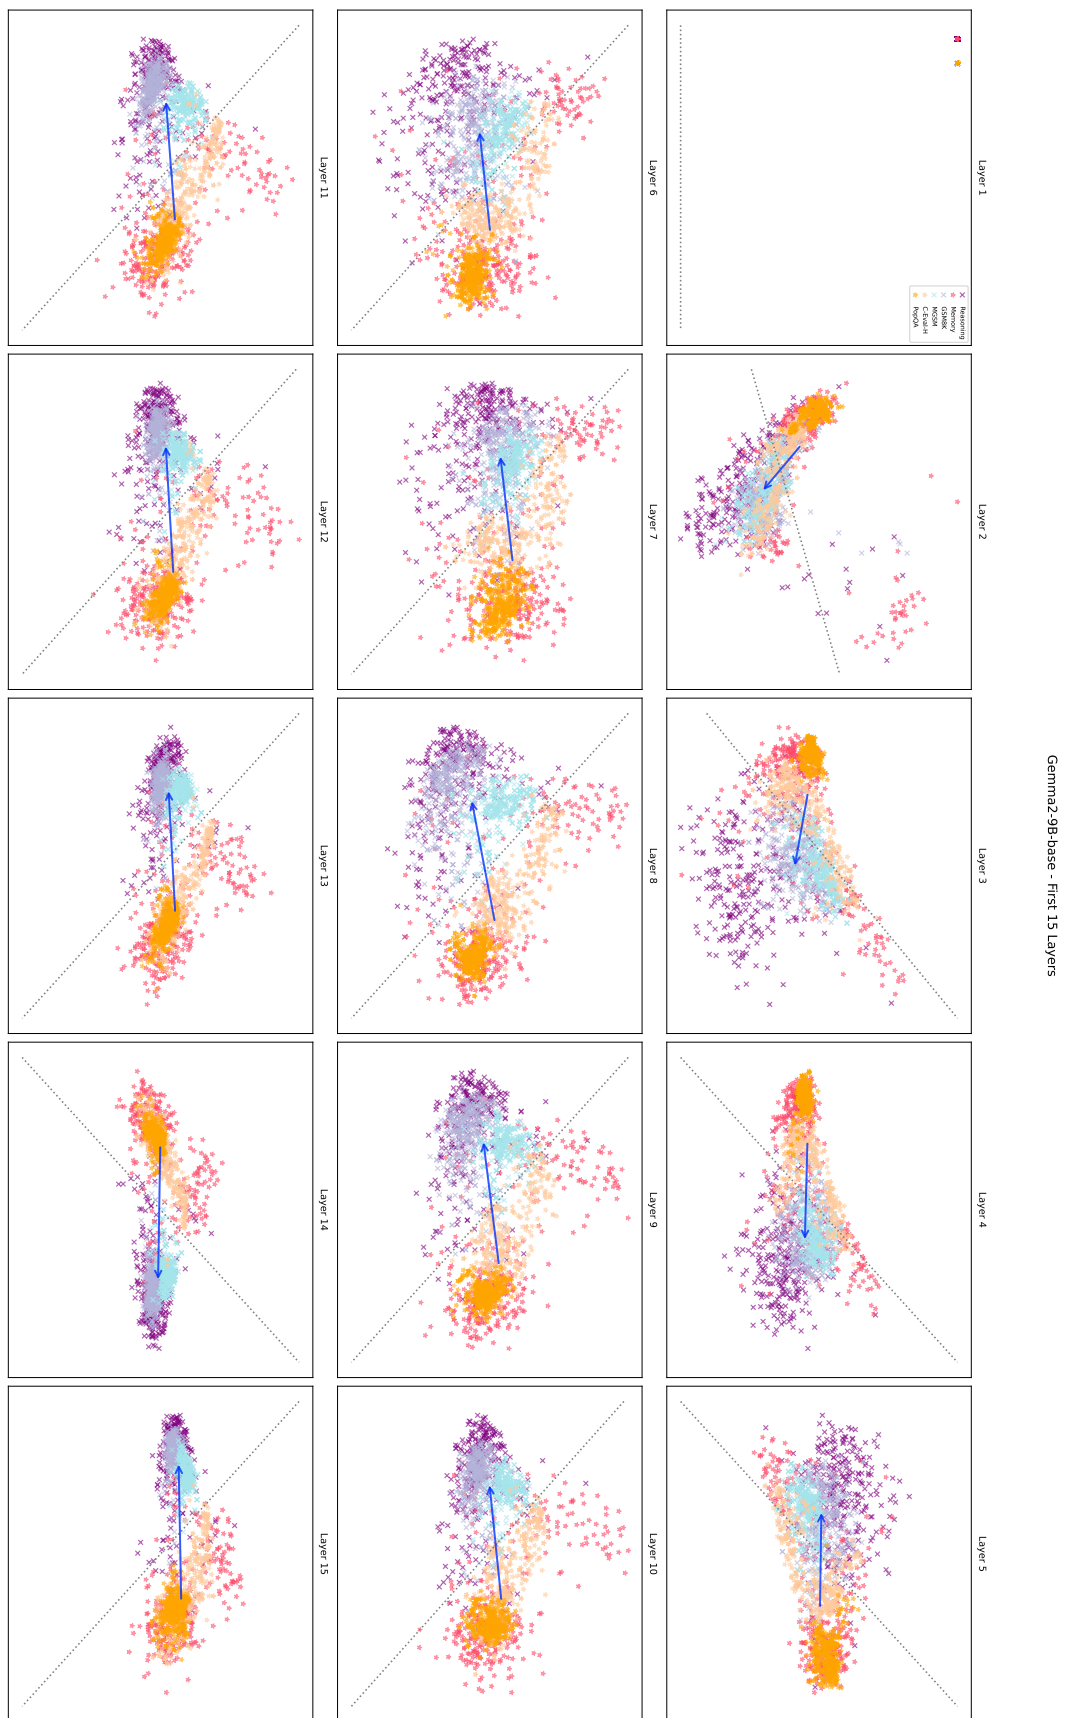 Gemma2-9B-base - First 15 Layers
Layer 1
Reasoning
Memory
GSM8K
MGSM
C-Eval-H
PopQA
Layer 2
Layer 3
Layer 4
Layer 5
Layer 6
Layer 7
Layer 8
Layer 9
Layer 10
Layer 11
Layer 12
Layer 13
Layer 14
Layer 15